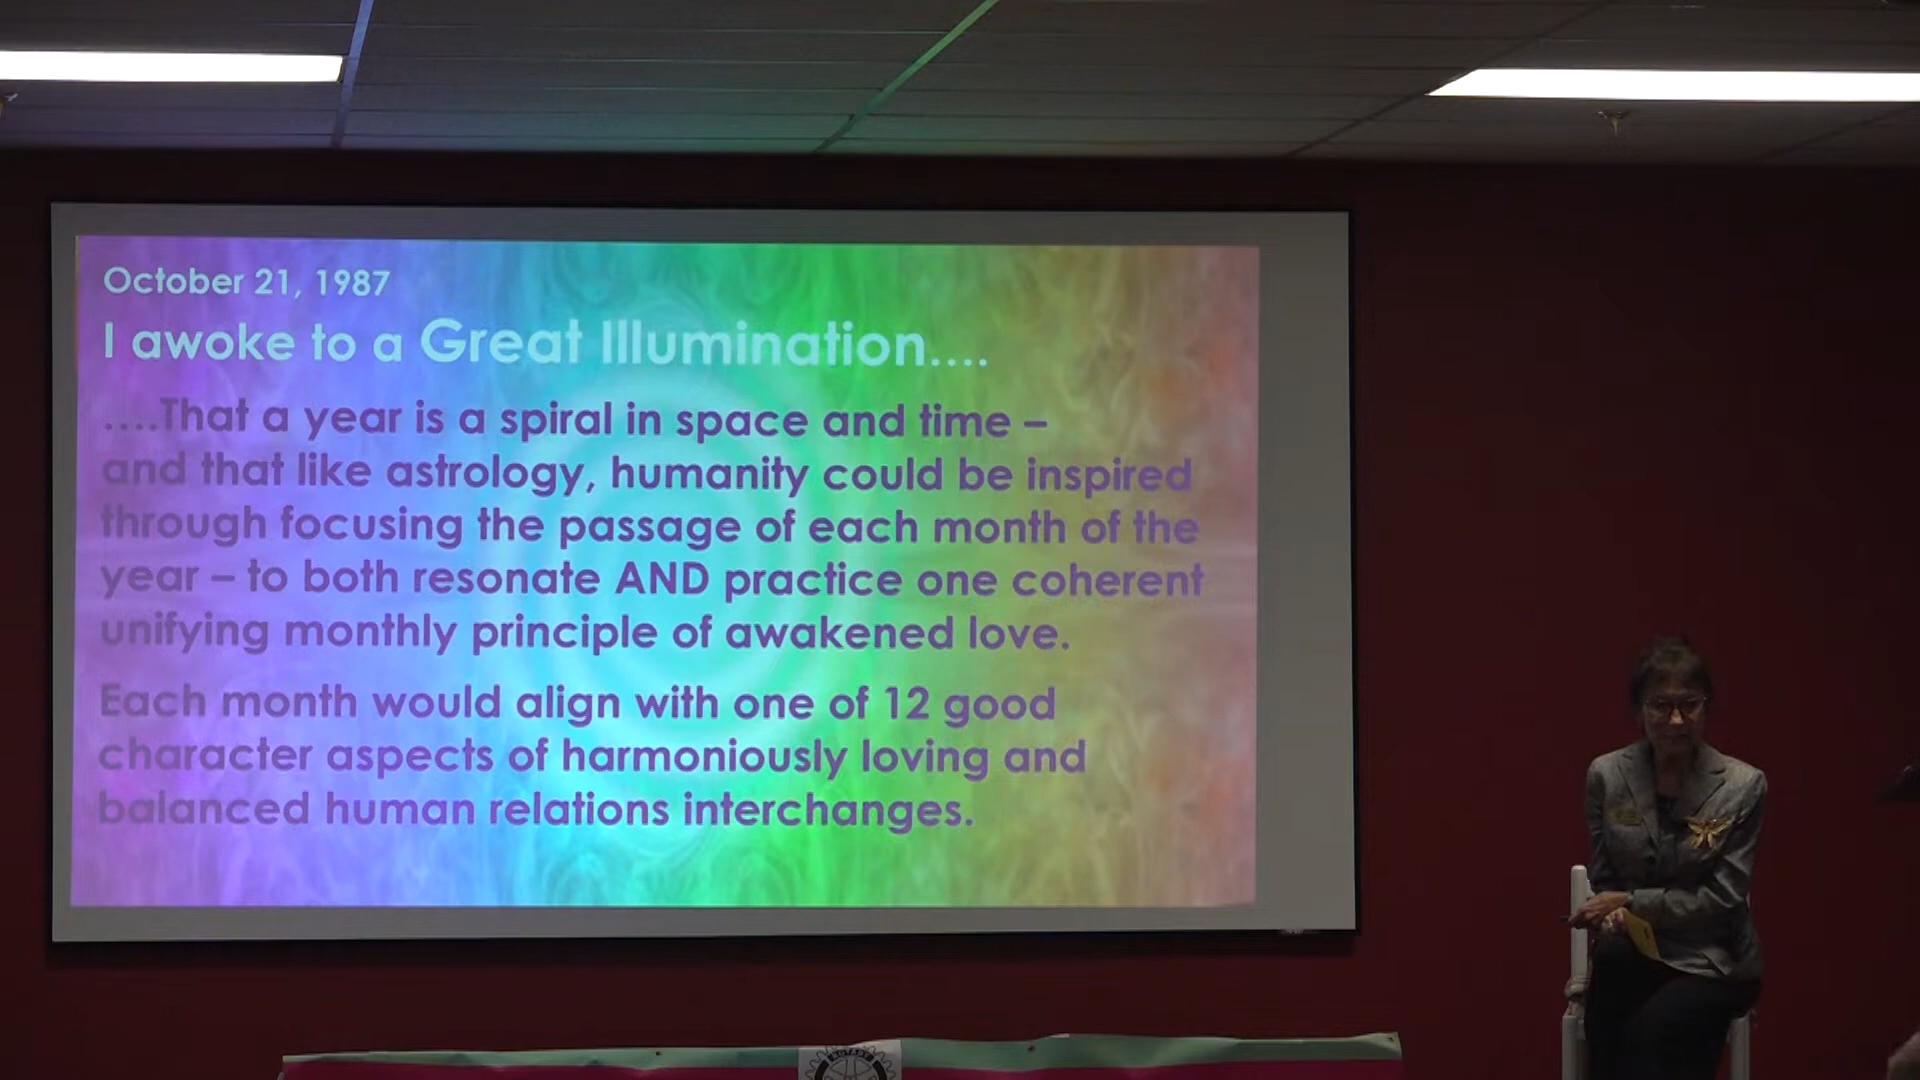 October 21, 1987
I awoke to a Great Illumination....
....That a year is a spiral in space and time –
and that like astrology, humanity could be inspired
through focusing the passage of each month of the
year – to both resonate AND practice one coherent
unifying monthly principle of awakened love.
Each month would align with one of 12 good
character aspects of harmoniously loving and
balanced human relations interchanges.
ROTARY